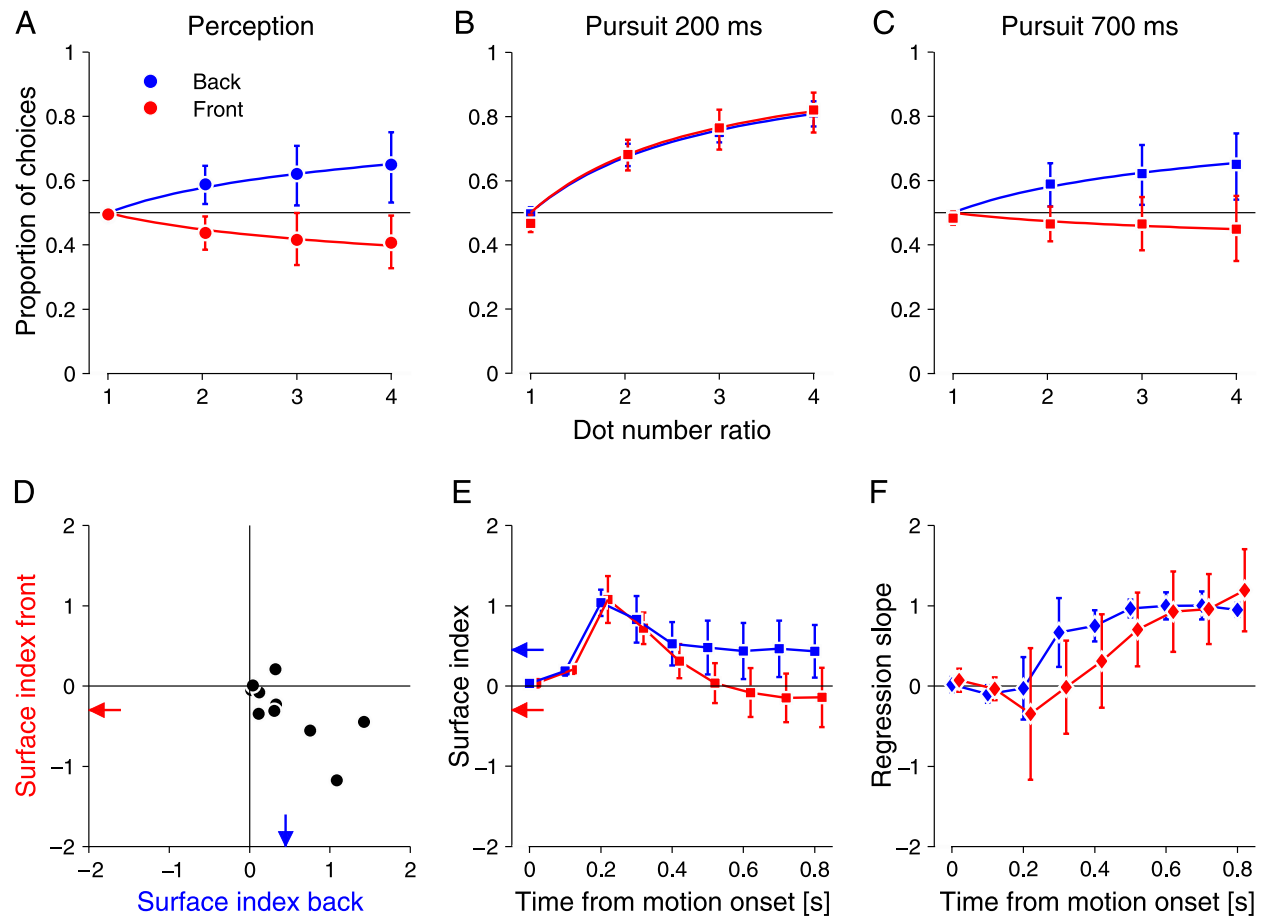 A
Perception
B
Pursuit 200 ms
C
Pursuit 700 ms
Proportion of choices
Back
Front
1
0.8
0.6
0.4
0.2
0
1 2 3 4
1
0.8
0.6
0.4
0.2
0
1 2 3 4
1
0.8
0.6
0.4
0.2
0
1 2 3 4
Dot number ratio
D
E
F
Surface index front
2
1
0
−1
−2
−2 −1 0 1 2
Surface index back
Surface index
2
1
0
−1
−2
0 0.2 0.4 0.6 0.8
Time from motion onset [s]
Regression slope
2
1
0
−1
−2
0 0.2 0.4 0.6 0.8
Time from motion onset [s]